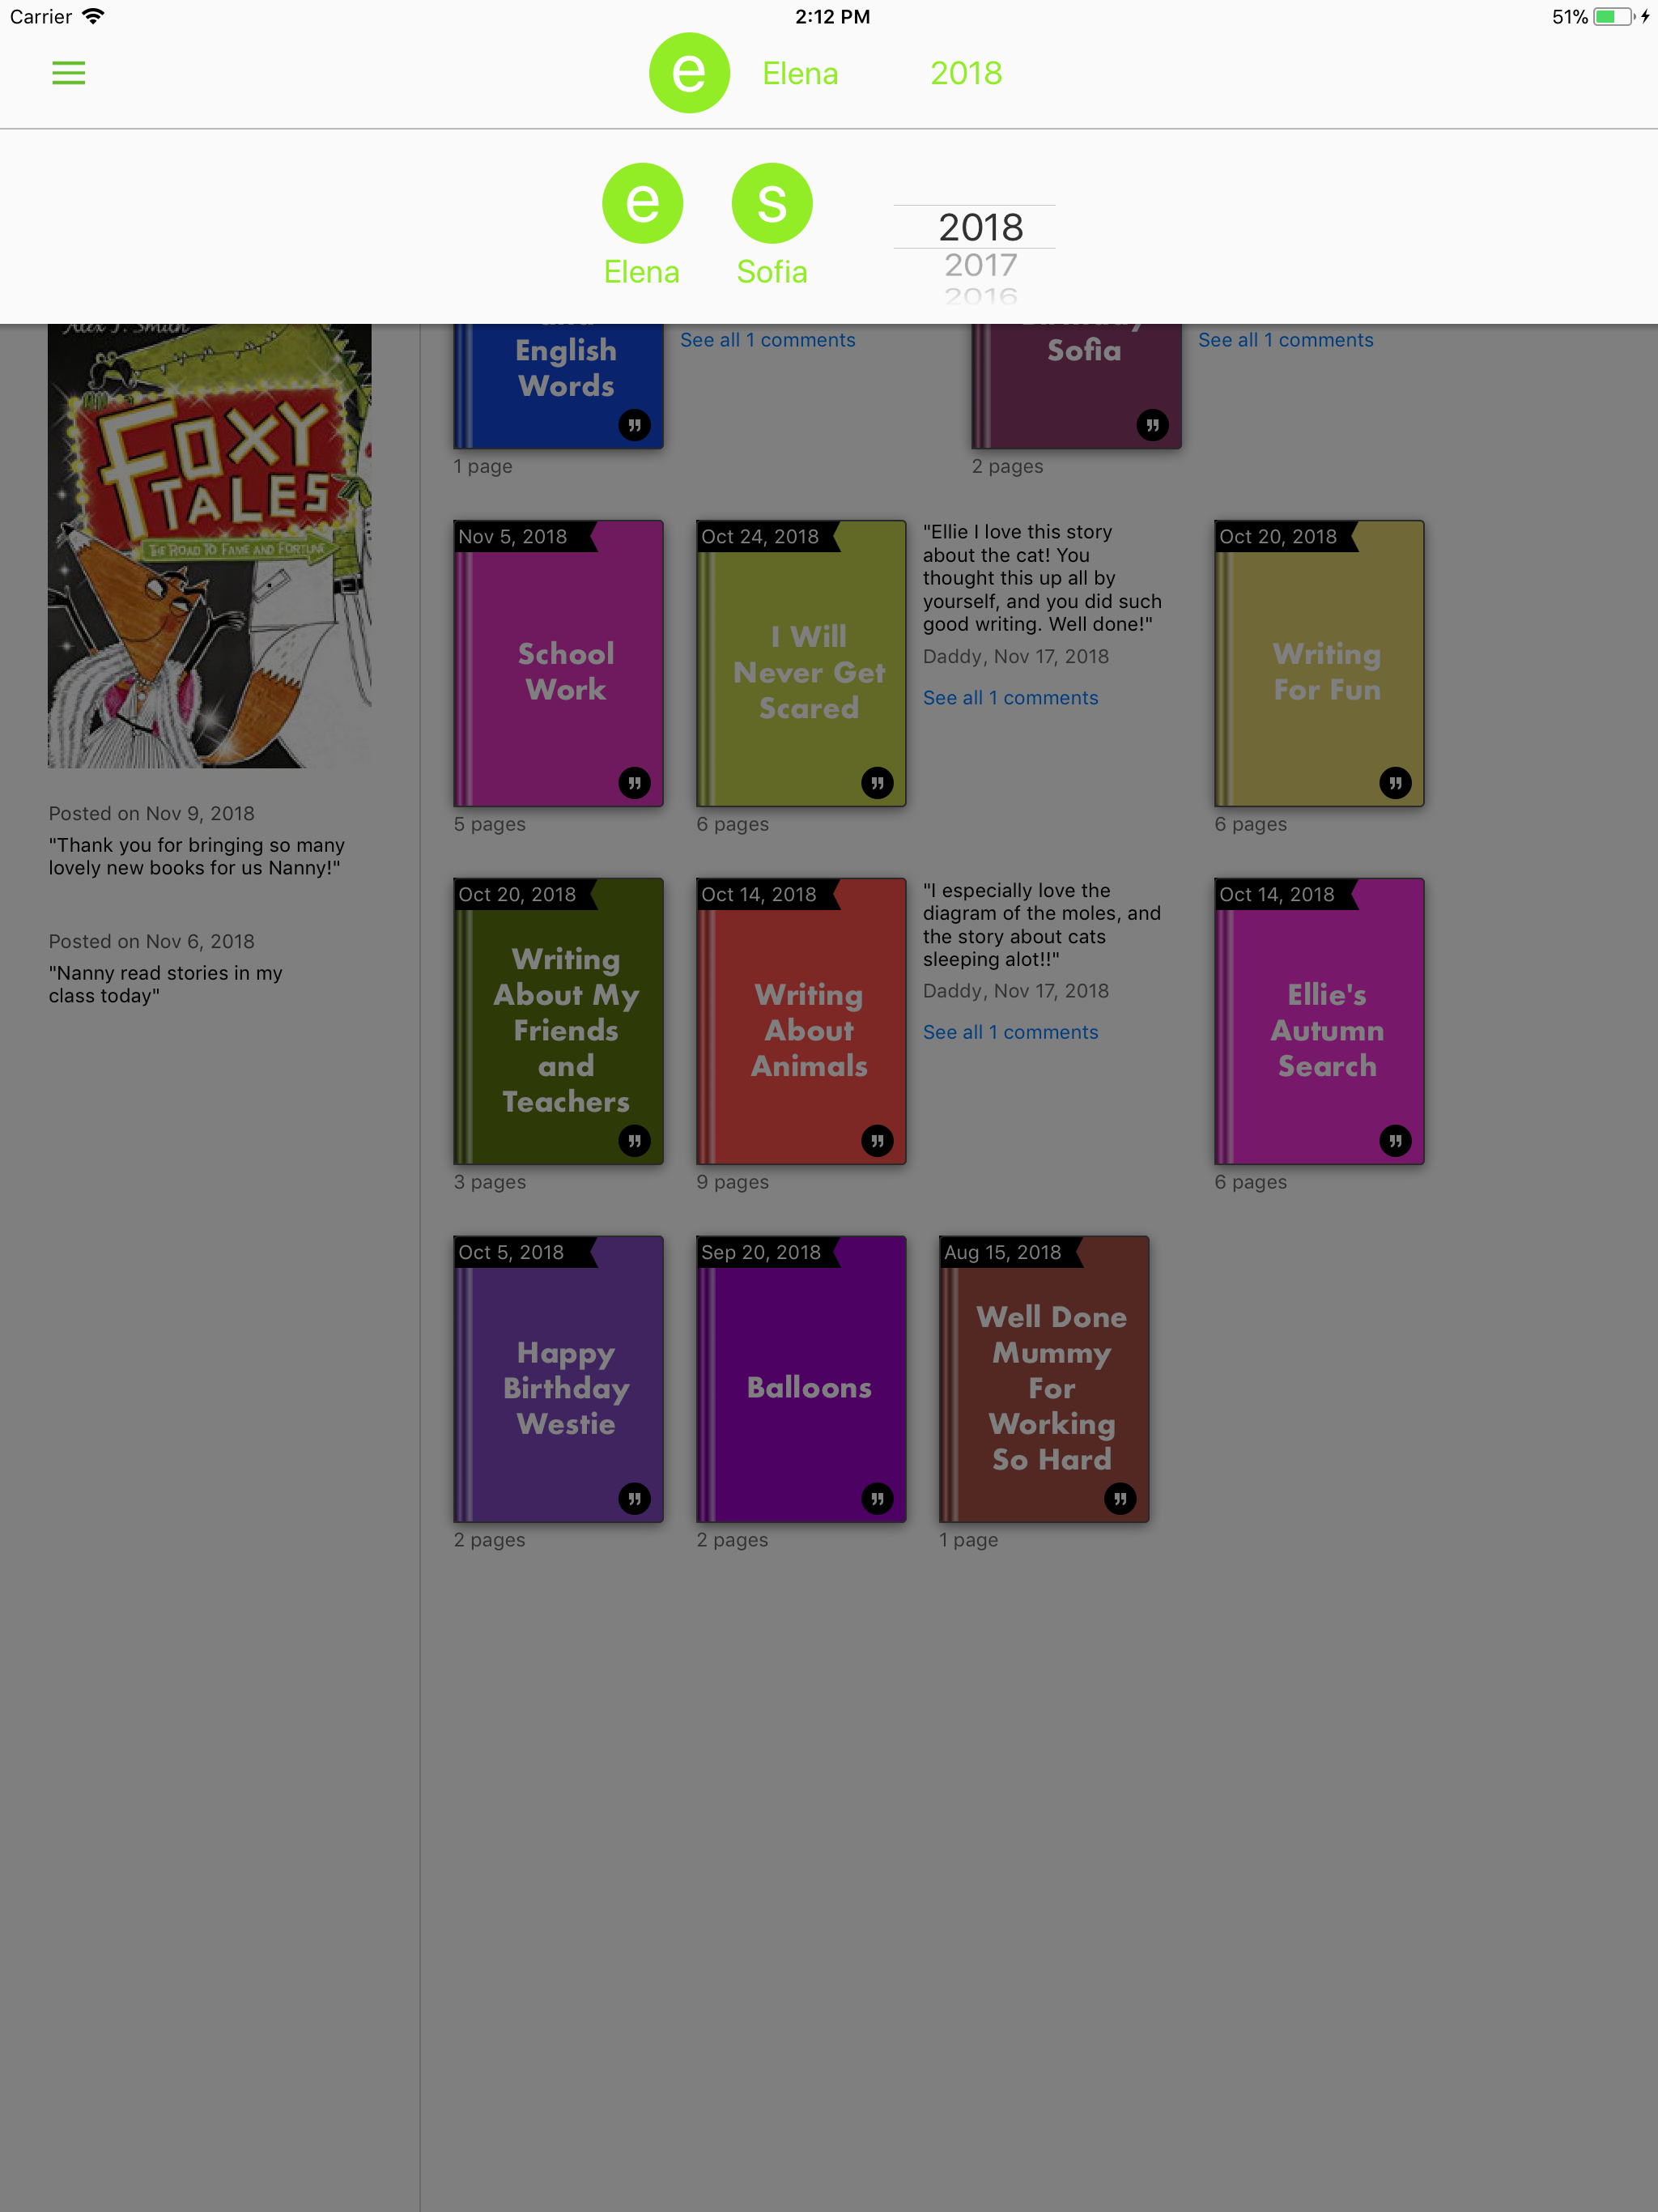 Carrier
2:12 PM
51%
e
Elena
2018
e
s
Elena
Sofia
2018
2017
2016
Alex T. Smith
FOXY
TALES
THE ROAD TO FAME AND FORTUNE
Posted on Nov 9, 2018
"Thank you for bringing so many
lovely new books for us Nanny!"
Posted on Nov 6, 2018
"Nanny read stories in my
class today"
English
Words
1 page
See all 1 comments
Sofia
2 pages
See all 1 comments
Nov 5, 2018
School
Work
5 pages
Oct 24, 2018
I Will
Never Get
Scared
6 pages
"Ellie I love this story
about the cat! You
thought this up all by
yourself, and you did such
good writing. Well done!"
Daddy, Nov 17, 2018
See all 1 comments
Oct 20, 2018
Writing
For Fun
6 pages
Oct 20, 2018
Writing
About My
Friends
and
Teachers
3 pages
Oct 14, 2018
Writing
About
Animals
9 pages
"I especially love the
diagram of the moles, and
the story about cats
sleeping alot!!"
Daddy, Nov 17, 2018
See all 1 comments
Oct 14, 2018
Ellie's
Autumn
Search
6 pages
Oct 5, 2018
Happy
Birthday
Westie
2 pages
Sep 20, 2018
Balloons
2 pages
Aug 15, 2018
Well Done
Mummy
For
Working
So Hard
1 page